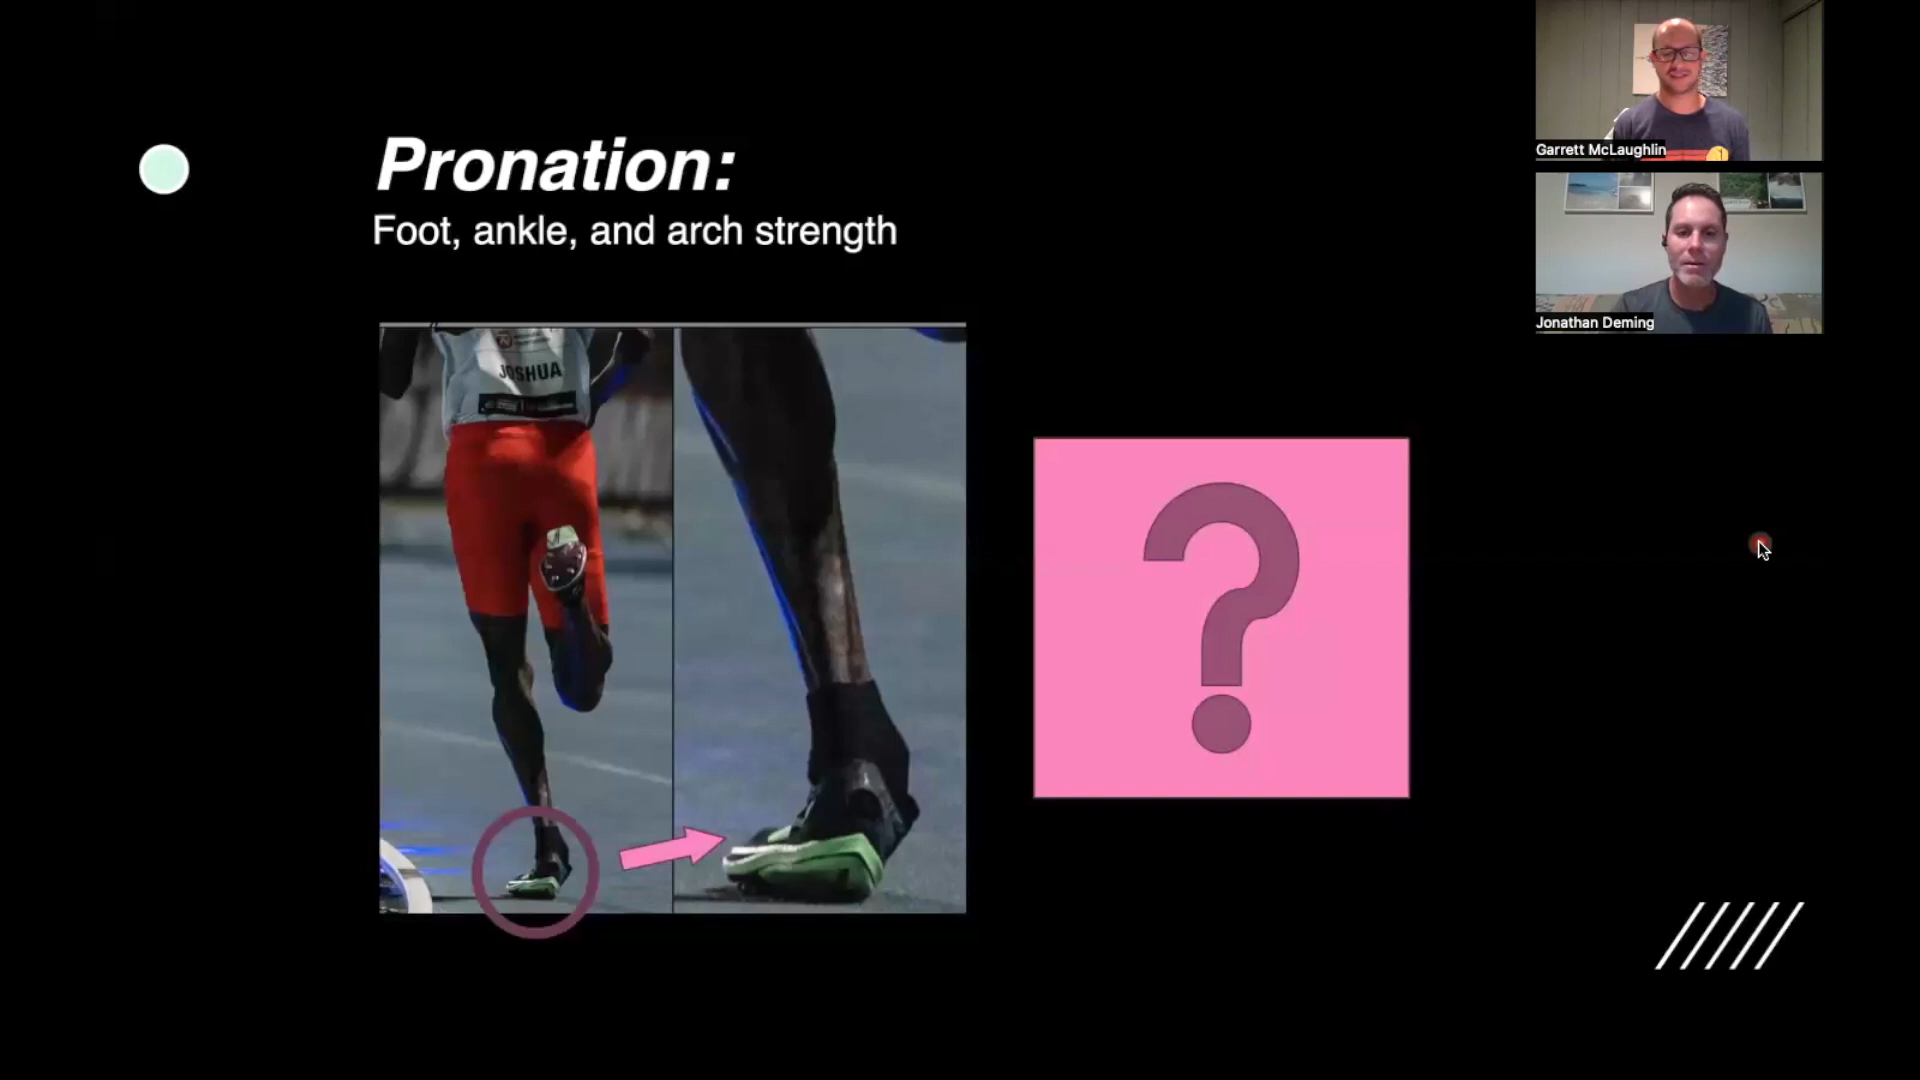 Pronation:
Foot, ankle, and arch strength
JOSHUA
?
Garrett McLaughlin
Jonathan Deming